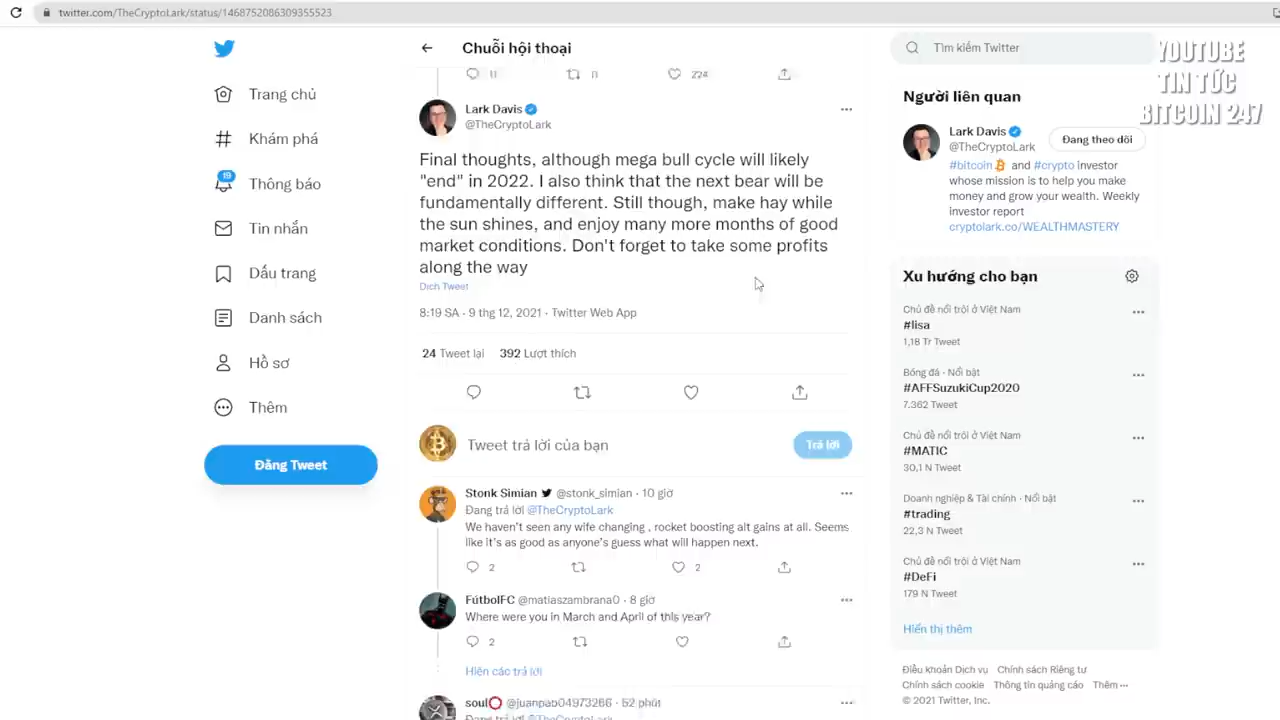 twitter.com/TheCryptoLark/status/1468752086309355523
YOUTUBE
TIN TỨC
BITCOIN 247
Trang chủ
Khám phá
19
Thông báo
Tin nhắn
Dấu trang
Danh sách
Hồ sơ
Thêm
Đăng Tweet
Chuỗi hội thoại
11
11
224
Lark Davis
@TheCryptoLark
Final thoughts, although mega bull cycle will likely
"end" in 2022. I also think that the next bear will be
fundamentally different. Still though, make hay while
the sun shines, and enjoy many more months of good
market conditions. Don't forget to take some profits
along the way
Dịch Tweet
8:19 SA · 9 thg 12, 2021 · Twitter Web App
24 Tweet lại 392 Lượt thích
Tweet trả lời của bạn
Trả lời
Stonk Simian @stonk_simian · 10 giờ
Đang trả lời @TheCryptoLark
We haven't seen any wife changing , rocket boosting alt gains at all. Seems
like it's as good as anyone's guess what will happen next.
2 2
FútbolFC @matiaszambrana0 · 8 giờ
Where were you in March and April of this year?
2
Hiện các trả lời
soul @juanpab04973266 · 52 phút
Đang trả lời @TheCryptoLark
Tìm kiếm Twitter
Người liên quan
Lark Davis
@TheCryptoLark
Đang theo dõi
#bitcoin and #crypto investor
whose mission is to help you make
money and grow your wealth. Weekly
investor report
cryptolark.co/WEALTHMASTERY
Xu hướng cho bạn
Chủ đề nổi trội ở Việt Nam
#lisa
1,18 Tr Tweet
Bóng đá · Nổi bật
#AFFSuzukiCup2020
7.362 Tweet
Chủ đề nổi trội ở Việt Nam
#MATIC
30,1 N Tweet
Doanh nghiệp & Tài chính · Nổi bật
#trading
22,3 N Tweet
Chủ đề nổi trội ở Việt Nam
#DeFi
179 N Tweet
Hiển thị thêm
Điều khoản Dịch vụ Chính sách Riêng tư
Chính sách cookie Thông tin quảng cáo Thêm
© 2021 Twitter, Inc.